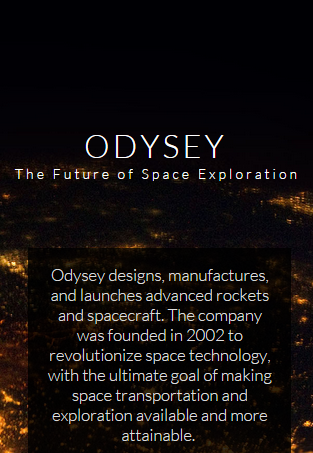 ODYSEY
The Future of Space Exploration
Odysey designs, manufactures,
and launches advanced rockets
and spacecraft. The company
was founded in 2002 to
revolutionize space technology,
with the ultimate goal of making
space transportation and
exploration available and more
attainable.